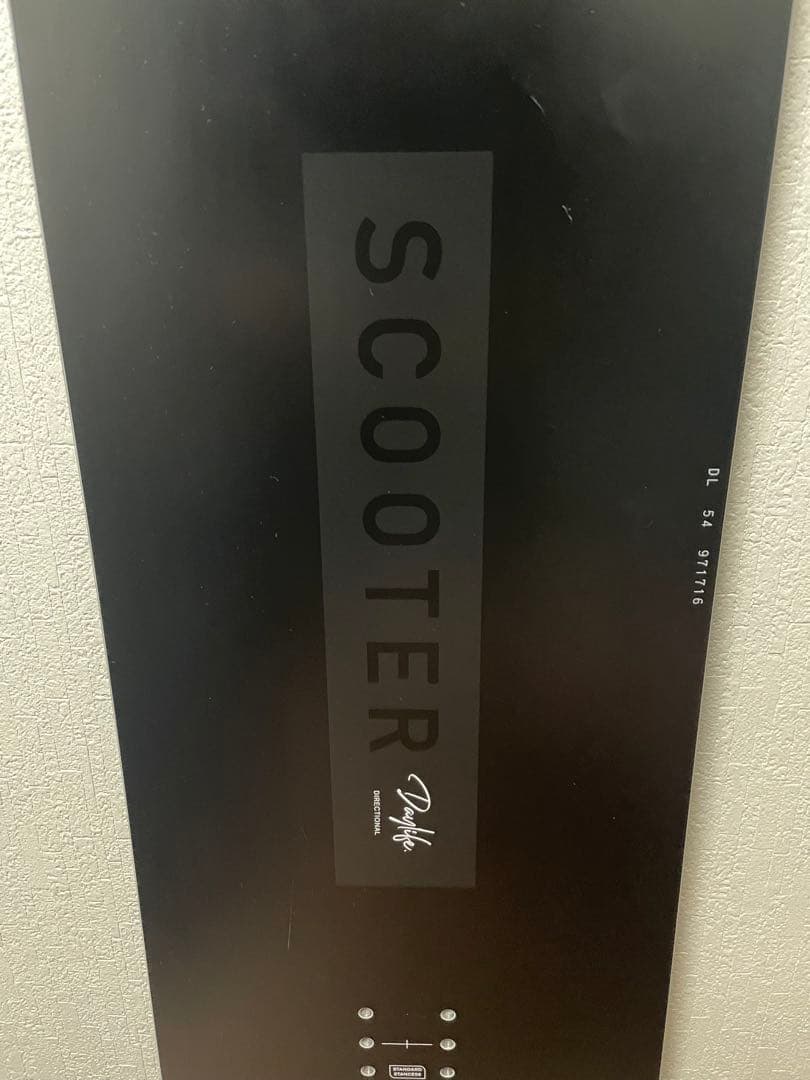 SCOOTER
Daylife.
DIRECTIONAL
DL 54 971716
STANDARD
STANCE